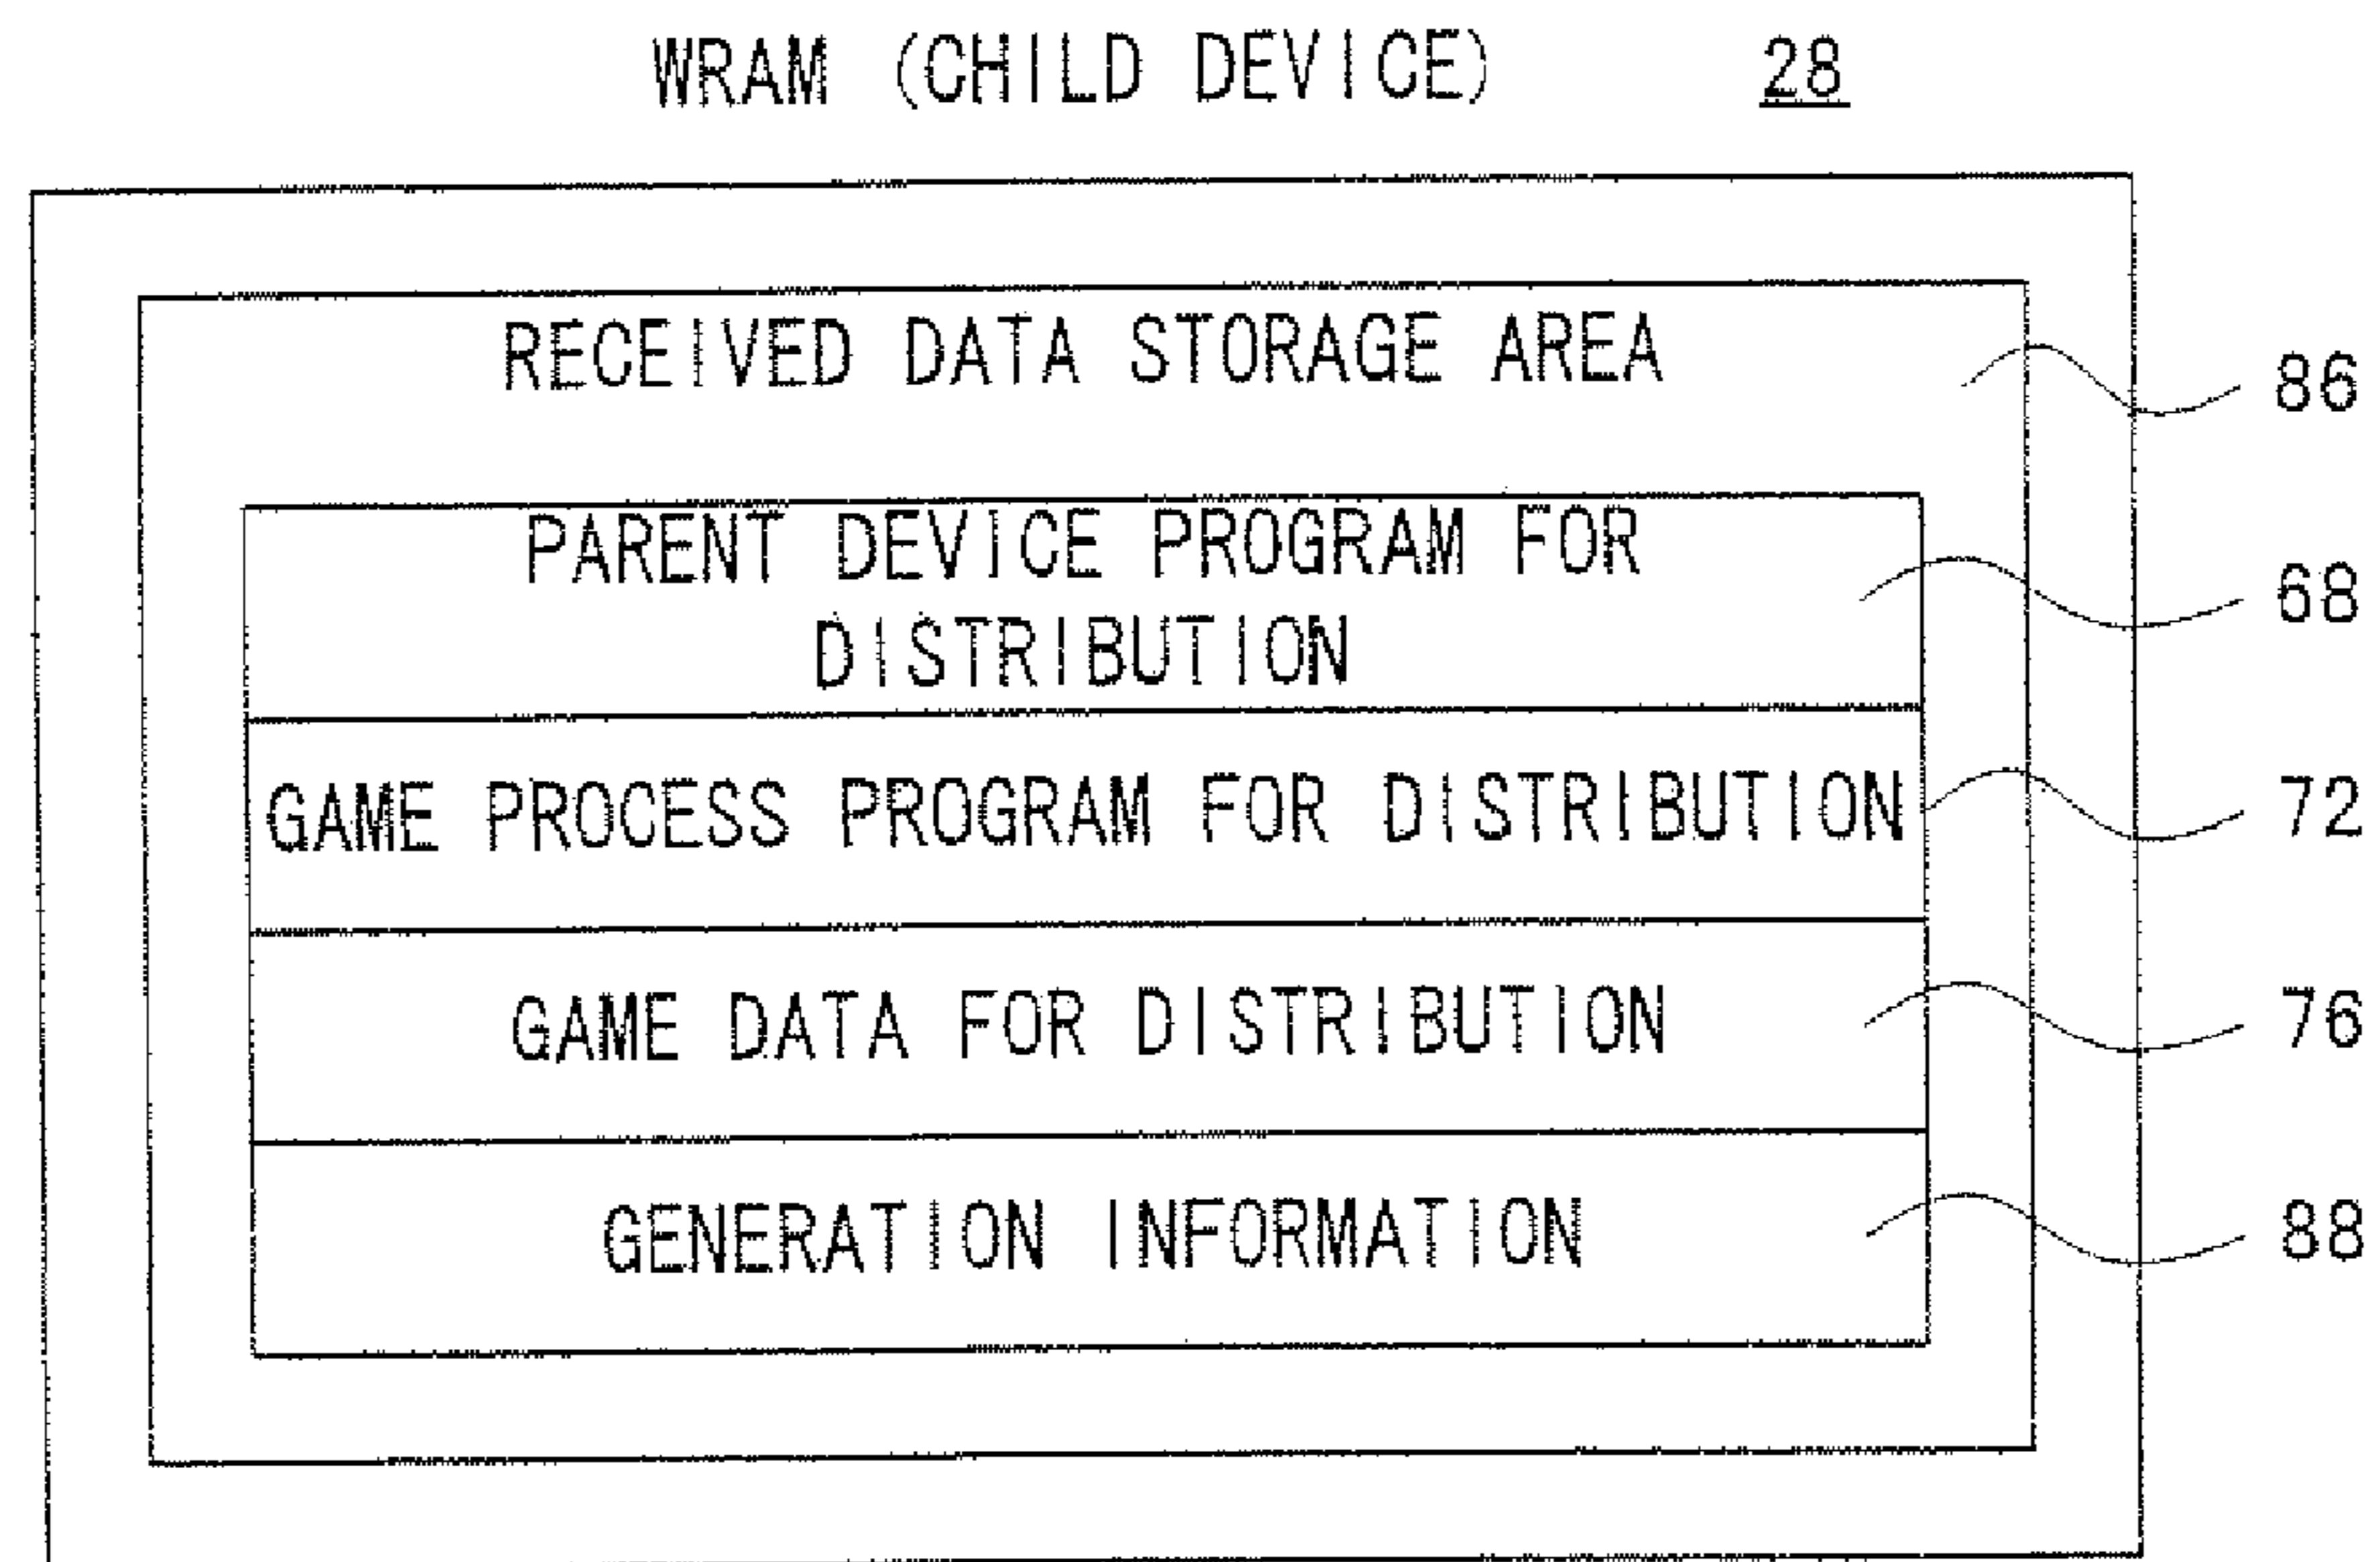 WRAM (CHILD DEVICE) 28
RECEIVED DATA STORAGE AREA 86
PARENT DEVICE PROGRAM FOR 68
DISTRIBUTION
GAME PROCESS PROGRAM FOR DISTRIBUTION 72
GAME DATA FOR DISTRIBUTION 76
GENERATION INFORMATION 88